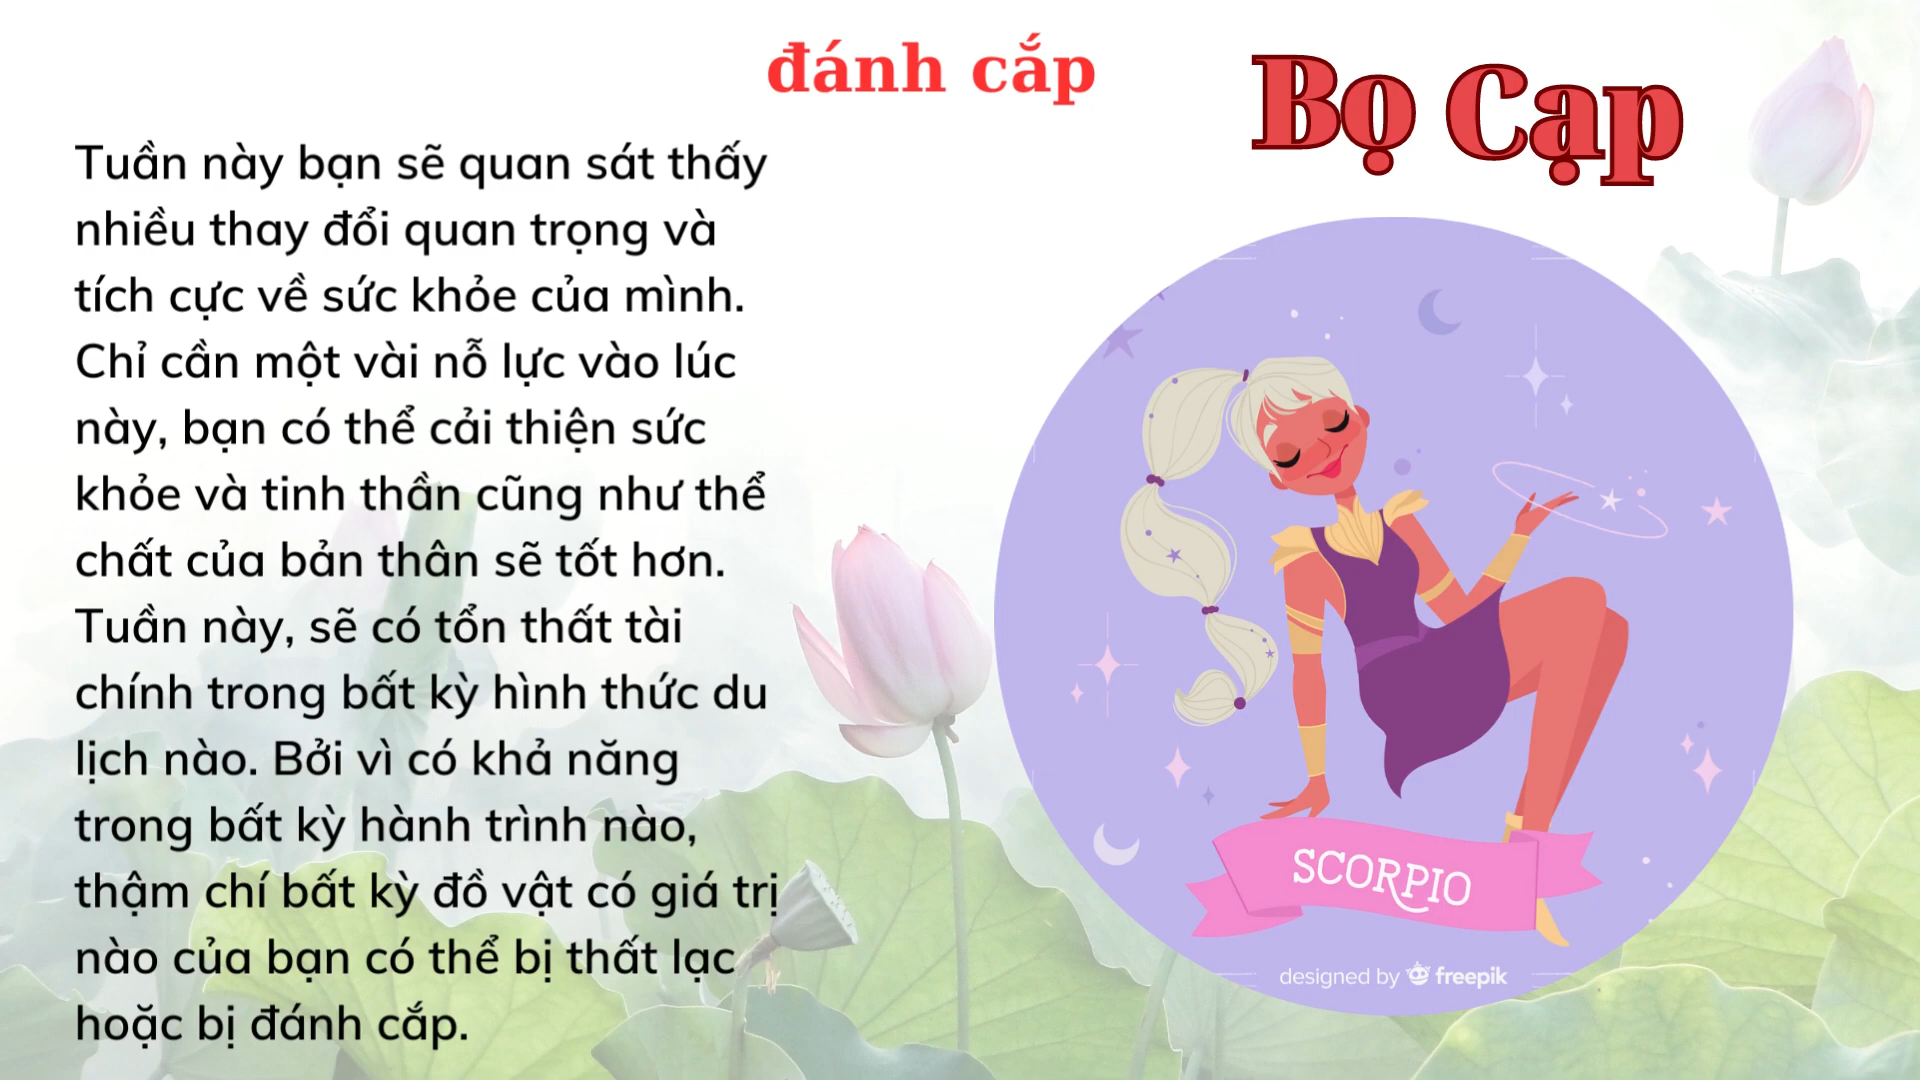 đánh cắp
Bọ Cạp
Tuần này bạn sẽ quan sát thấy
nhiều thay đổi quan trọng và
tích cực về sức khỏe của mình.
Chỉ cần một vài nỗ lực vào lúc
này, bạn có thể cải thiện sức
khỏe và tinh thần cũng như thể
chất của bản thân sẽ tốt hơn.
Tuần này, sẽ có tổn thất tài
chính trong bất kỳ hình thức du
lịch nào. Bởi vì có khả năng
trong bất kỳ hành trình nào,
thậm chí bất kỳ đồ vật có giá trị
nào của bạn có thể bị thất lạc
hoặc bị đánh cắp.
SCORPIO
designed by freepik